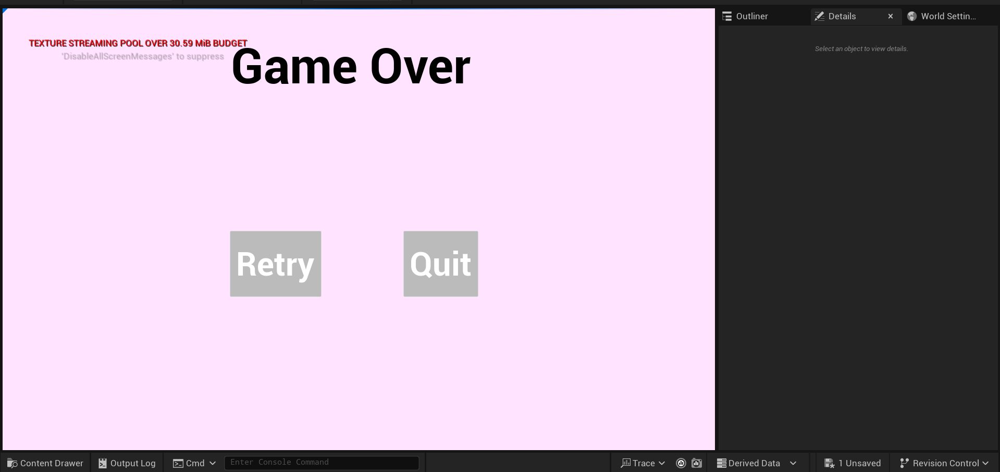 Outliner
Details
World Settin...
Select an object to view details.
TEXTURE STREAMING POOL OVER 30.59 MiB BUDGET
'DisableAllScreenMessages' to suppress
Game Over
Retry
Quit
Content Drawer
Output Log
Cmd
Enter Console Command
Trace
Derived Data
1 Unsaved
Revision Control